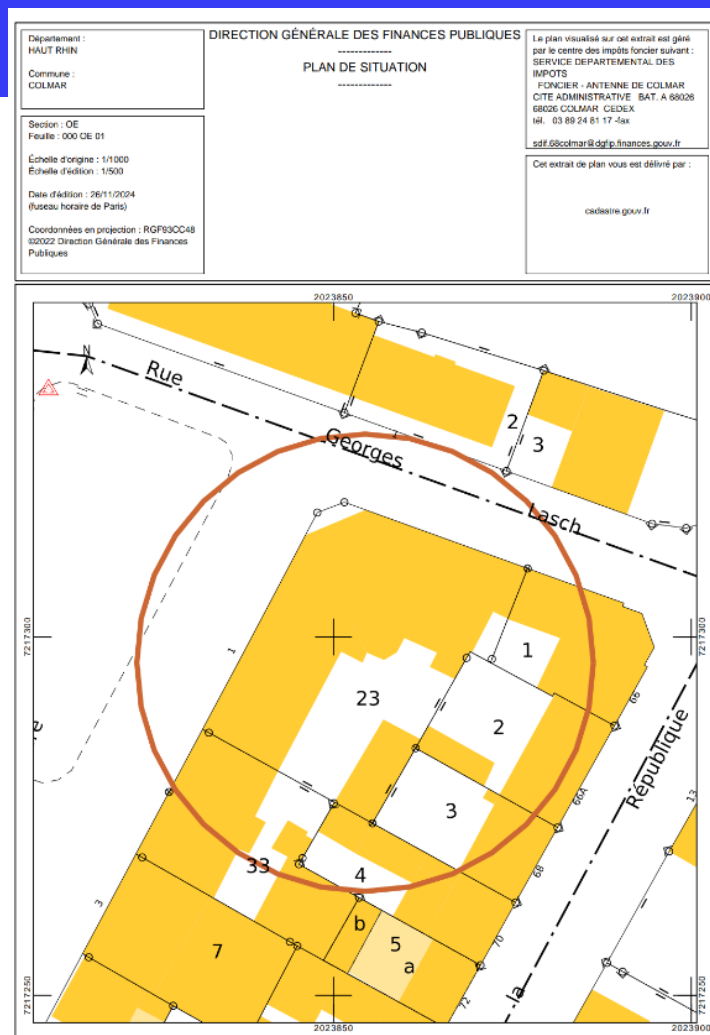 Département :
HAUT RHIN
Commune :
COLMAR
Section : OE
Feuille : 000 OE 01
Échelle d'origine : 1/1000
Échelle d'édition : 1/500
Date d'édition : 26/11/2024
(fuseau horaire de Paris)
Coordonnées en projection : RGF93CC48
©2022 Direction Générale des Finances
Publiques
DIRECTION GÉNÉRALE DES FINANCES PUBLIQUES
-------------
PLAN DE SITUATION
-------------
Le plan visualisé sur cet extrait est géré
par le centre des impôts foncier suivant :
SERVICE DEPARTEMENTAL DES
IMPOTS
FONCIER - ANTENNE DE COLMAR
CITE ADMINISTRATIVE BAT. A 68026
68026 COLMAR CEDEX
tél. 03 89 24 81 17 -fax
sdif.68colmar@dgfip.finances.gouv.fr
Cet extrait de plan vous est délivré par :
cadastre.gouv.fr
2023850
2023900
N
Rue
Georges
Lasch
2
3
7217300
7217300
1
1
23
2
66
République
66A
13
3
68
33
4
3
b
5
a
7
70
72
la
7217250
7217250
2023850
2023900